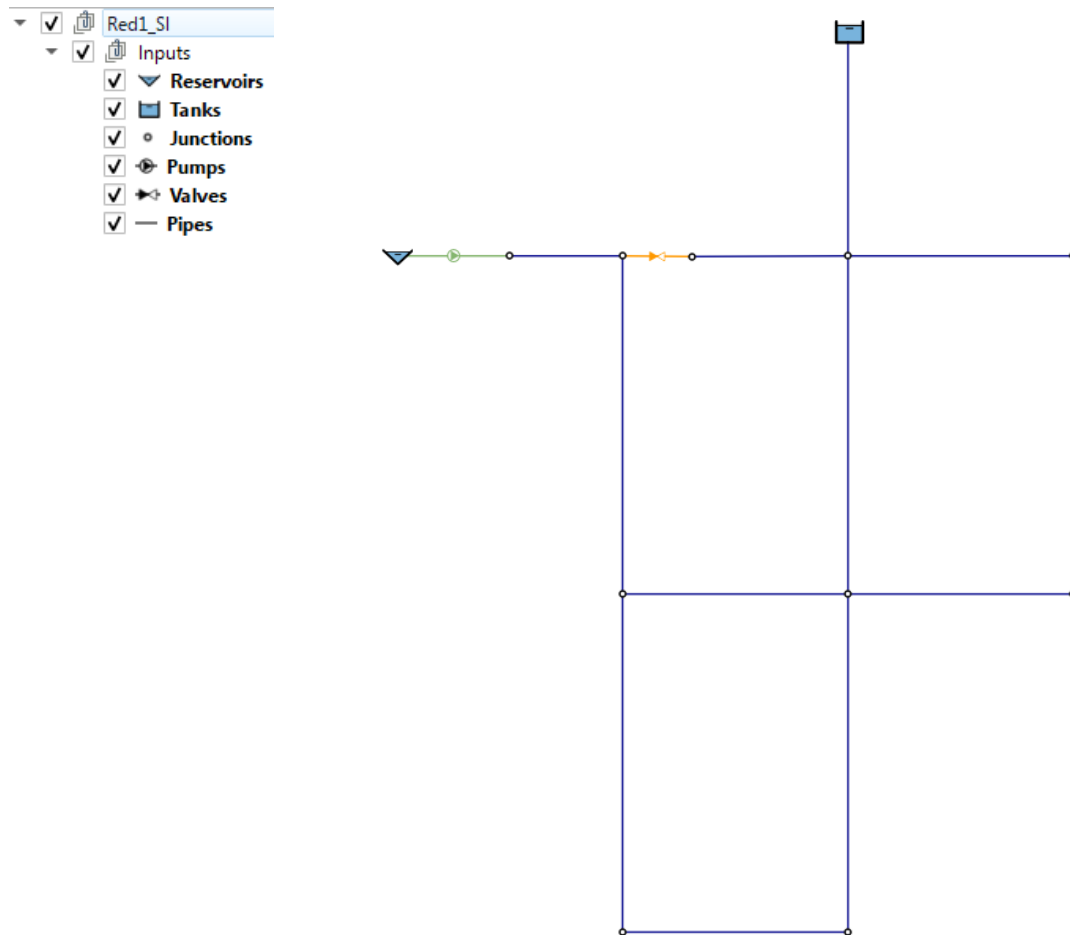 Red1_SI
Inputs
Reservoirs
Tanks
Junctions
Pumps
Valves
Pipes